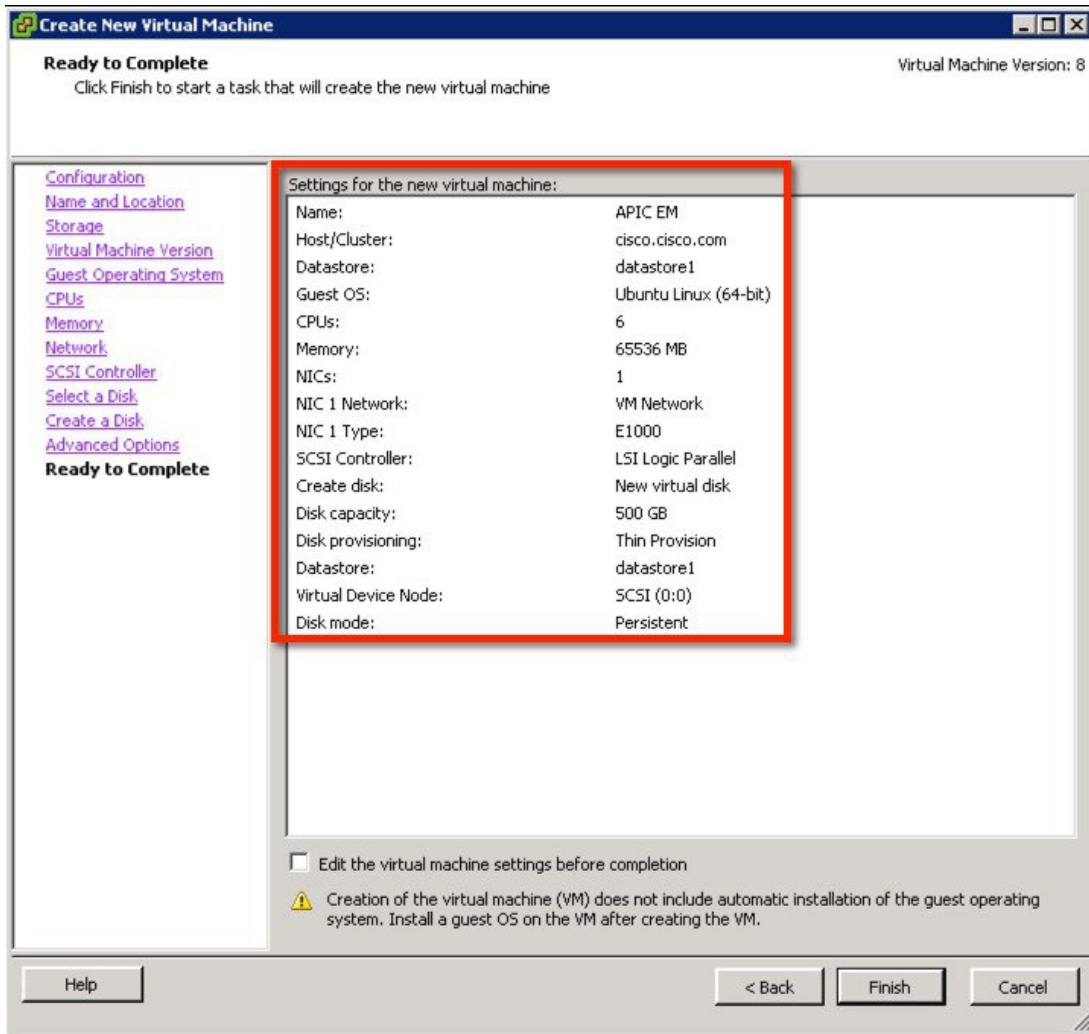 Create New Virtual Machine
Ready to Complete
Virtual Machine Version: 8
Click Finish to start a task that will create the new virtual machine
Configuration
Name and Location
Storage
Virtual Machine Version
Guest Operating System
CPUs
Memory
Network
SCSI Controller
Select a Disk
Create a Disk
Advanced Options
Ready to Complete
Settings for the new virtual machine:
Name: APIC EM
Host/Cluster: cisco.cisco.com
Datastore: datastore1
Guest OS: Ubuntu Linux (64-bit)
CPUs: 6
Memory: 65536 MB
NICs: 1
NIC 1 Network: VM Network
NIC 1 Type: E1000
SCSI Controller: LSI Logic Parallel
Create disk: New virtual disk
Disk capacity: 500 GB
Disk provisioning: Thin Provision
Datastore: datastore1
Virtual Device Node: SCSI (0:0)
Disk mode: Persistent
Edit the virtual machine settings before completion
Creation of the virtual machine (VM) does not include automatic installation of the guest operating
system. Install a guest OS on the VM after creating the VM.
Help
< Back
Finish
Cancel